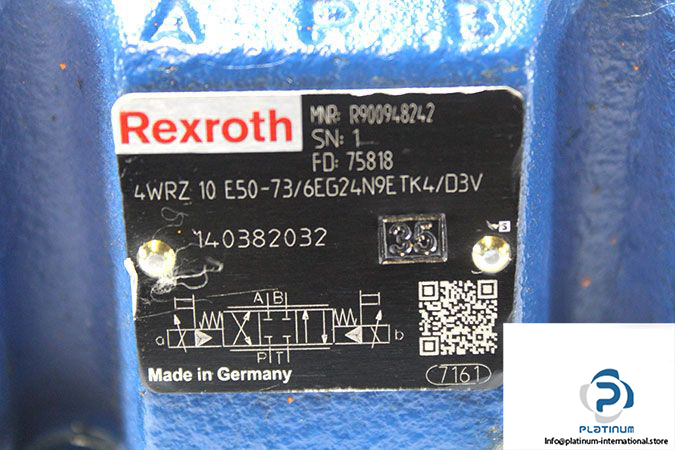 A P B
Rexroth
MNR: R900948242
SN: 1
FD: 75818
4WRZ 10 E50-73/6EG24N9ETK4/D3V
140382032
35
A B
a b
P T
Made in Germany
7161
PLATINUM
Info@platinum-international.store